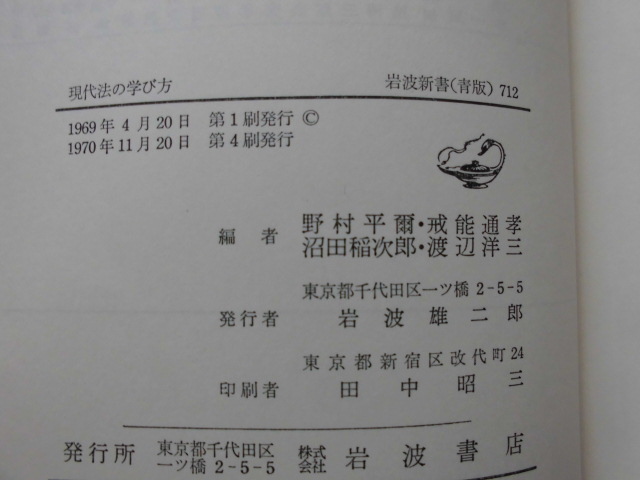 現代法の学び方 岩波新書(青版) 712
1969年4月20日 第1刷発行 ©
1970年11月20日 第4刷発行
編者 野村平爾・戒能通孝
沼田稲次郎・渡辺洋三
東京都千代田区一ツ橋 2-5-5
発行者 岩波雄二郎
東京都新宿区改代町24
印刷者 田中昭三
発行所 東京都千代田区一ツ橋 2-5-5 株式会社 岩波書店